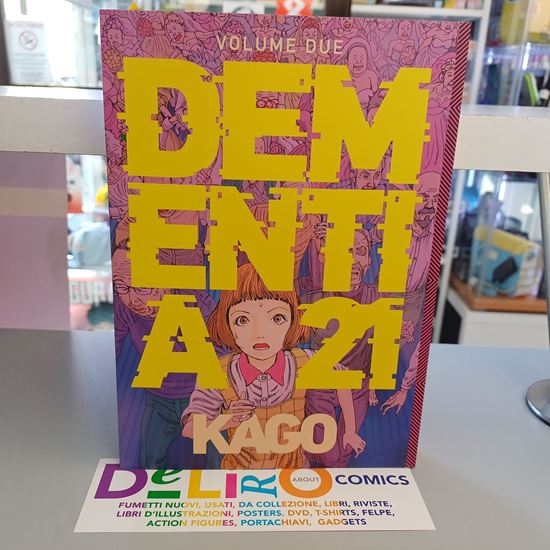 VOLUME DUE
DEM
ENTI
A 21
KAGO
DeLiRO ABOUT COMICS
FUMETTI NUOVI, USATI, DA COLLEZIONE, LIBRI, RIVISTE,
LIBRI D'ILLUSTRAZIONI, POSTERS, DVD, T-SHIRTS, FELPE,
ACTION FIGURES, PORTACHIAVI, GADGETS